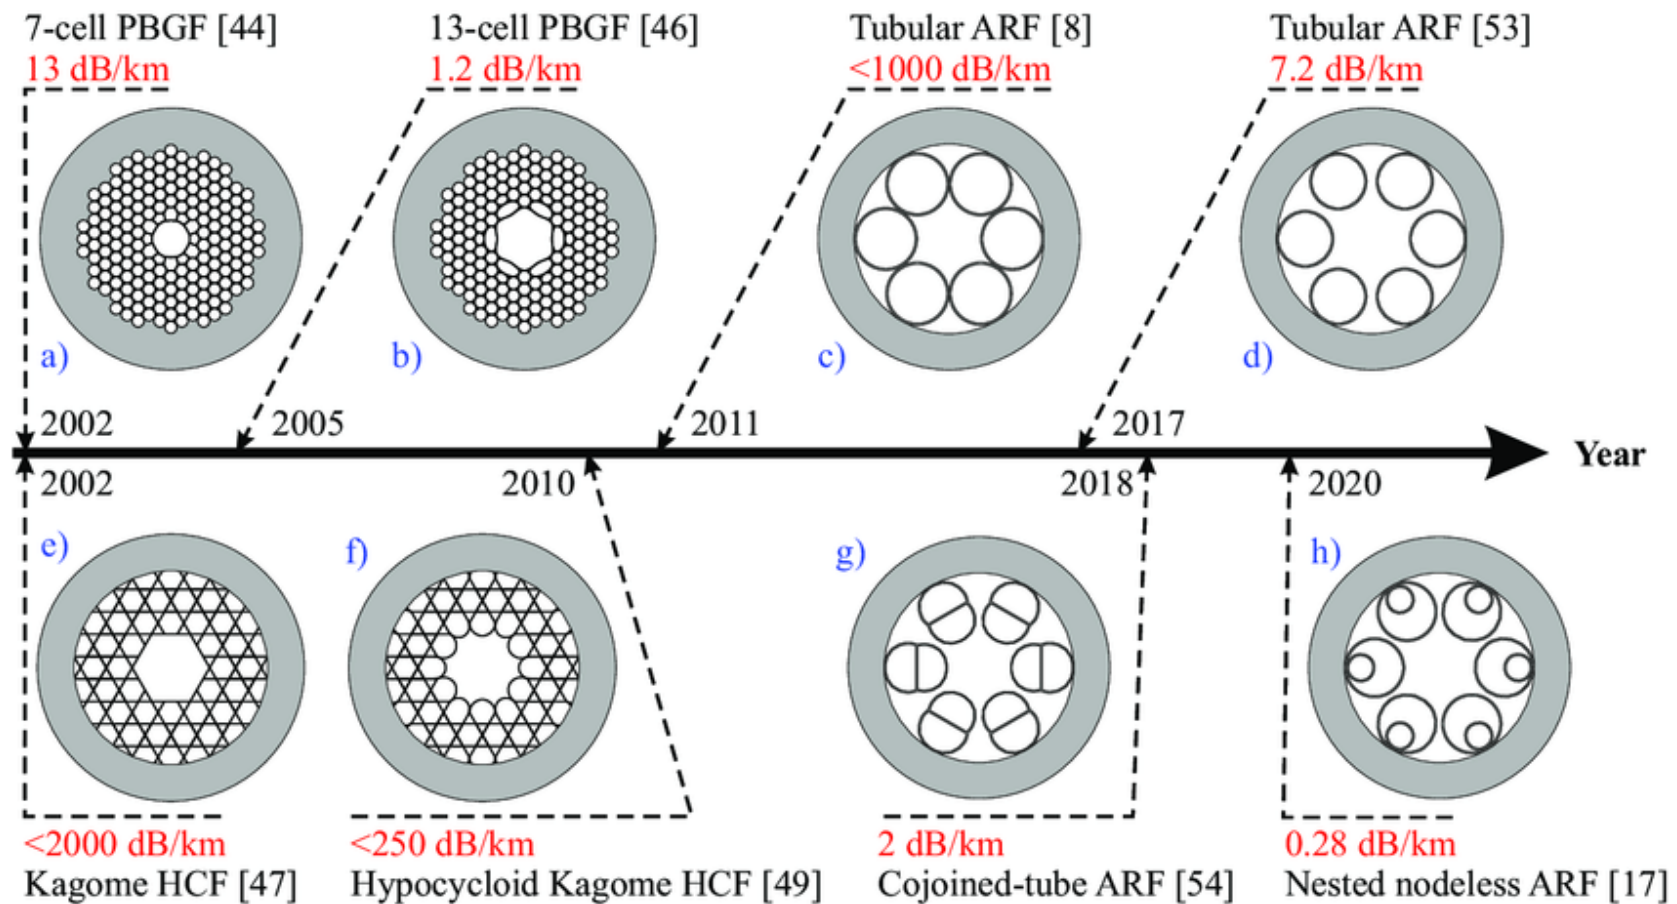 7-cell PBGF [44]
13 dB/km
13-cell PBGF [46]
1.2 dB/km
Tubular ARF [8]
<1000 dB/km
Tubular ARF [53]
7.2 dB/km
a)
b)
c)
d)
2002
2005
2011
2017
Year
2002
2010
2018
2020
e)
f)
g)
h)
<2000 dB/km
Kagome HCF [47]
<250 dB/km
Hypocycloid Kagome HCF [49]
2 dB/km
Cojoined-tube ARF [54]
0.28 dB/km
Nested nodeless ARF [17]